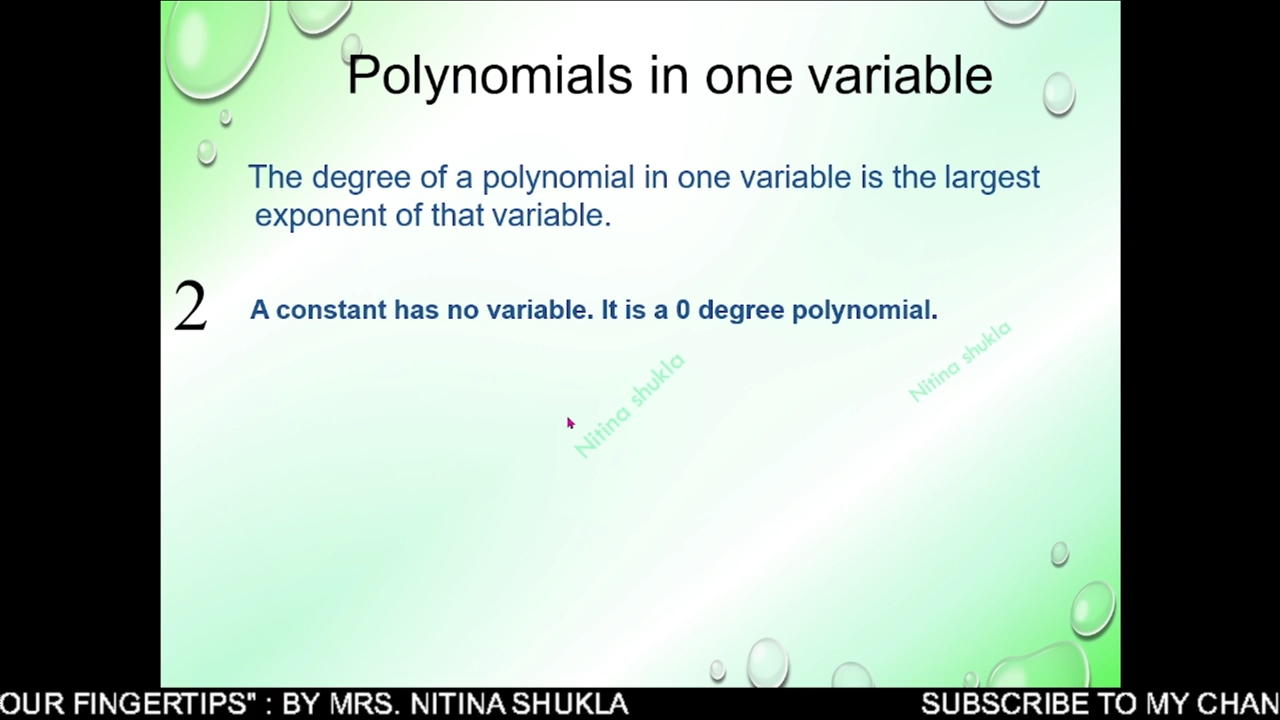 Polynomials in one variable
The degree of a polynomial in one variable is the largest
exponent of that variable.
2 A constant has no variable. It is a 0 degree polynomial.
Nitina shukla
Nitina shukla
OUR FINGERTIPS" : BY MRS. NITINA SHUKLA SUBSCRIBE TO MY CHAN